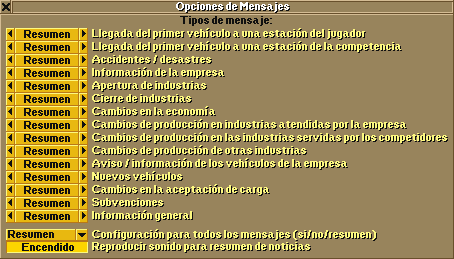 Opciones de Mensajes
Tipos de mensaje:
Resumen Llegada del primer vehículo a una estación del jugador
Resumen Llegada del primer vehículo a una estación de la competencia
Resumen Accidentes / desastres
Resumen Información de la empresa
Resumen Apertura de industrias
Resumen Cierre de industrias
Resumen Cambios en la economía
Resumen Cambios de producción en industrias atendidas por la empresa
Resumen Cambios de producción en las industrias servidas por los competidores
Resumen Cambios de producción de otras industrias
Resumen Aviso / información de los vehículos de la empresa
Resumen Nuevos vehículos
Resumen Cambios en la aceptación de carga
Resumen Subvenciones
Resumen Información general
Resumen Configuración para todos los mensajes (si/no/resumen)
Encendido Reproducir sonido para resumen de noticias